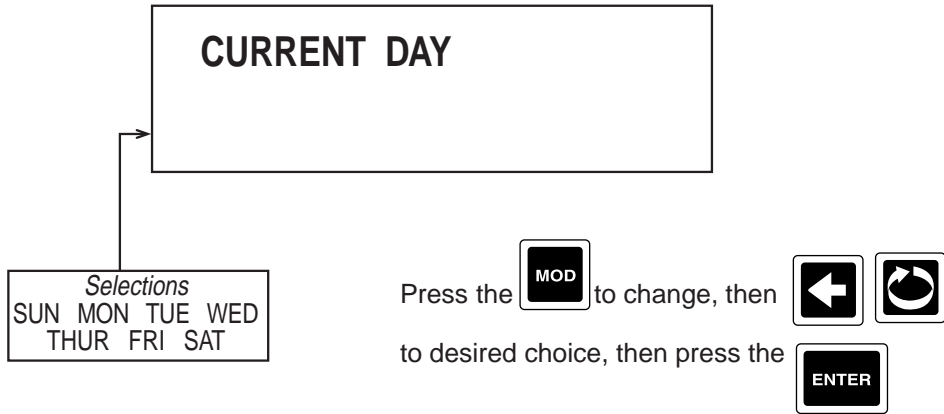 CURRENT DAY
Selections
SUN MON TUE WED
THUR FRI SAT
Press the MOD to change, then
to desired choice, then press the ENTER